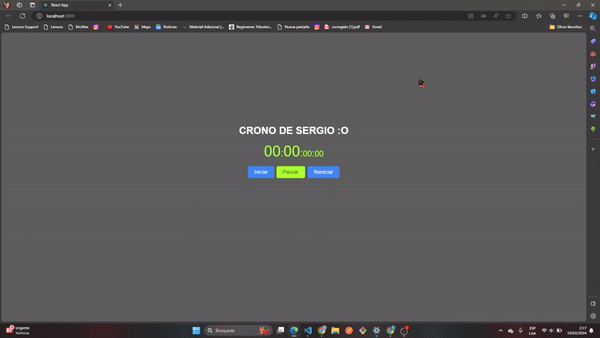 React App
localhost:3000
Lenovo Support
Lenovo
McAfee
YouTube
Maps
Noticias
Material Adicional |...
Regimenes Tributari...
Nueva pestaña
corregido (1).pdf
Gmail
Otros favoritos
CRONO DE SERGIO :O
00:00:00:00
Iniciar
Pausar
Reiniciar
Urgente
Noticias
Búsqueda
ESP
LAA
2:17
10/02/2024